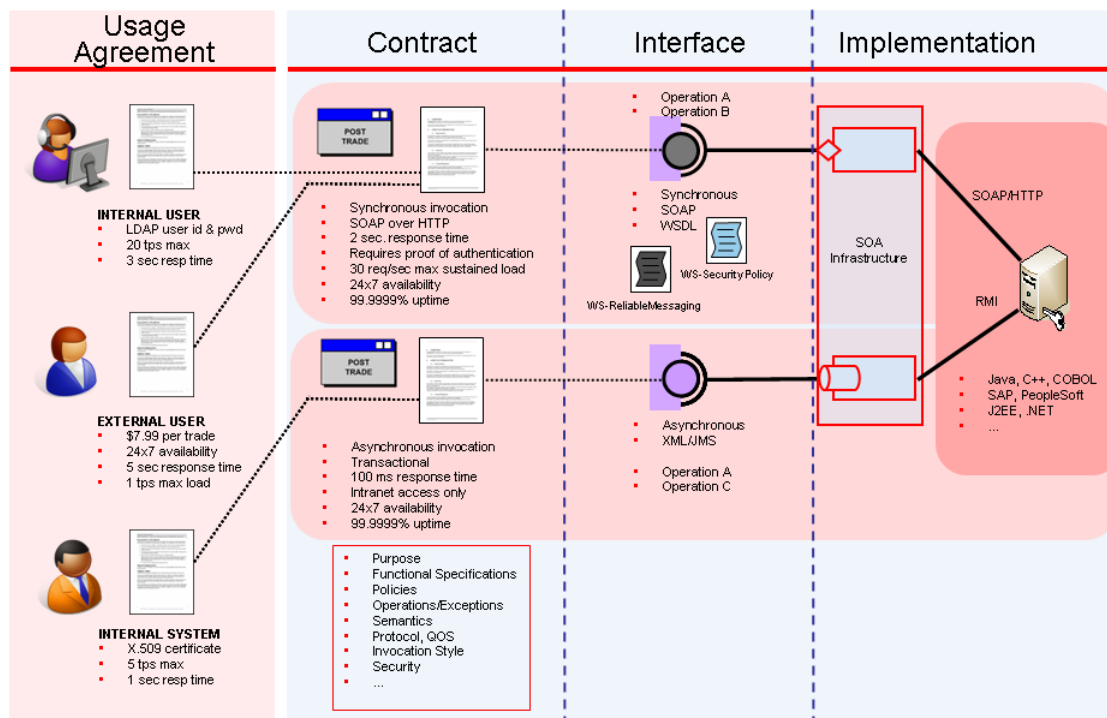 Usage
Agreement
Contract
Interface
Implementation
INTERNAL USER
LDAP user id & pwd
20 tps max
3 sec resp time
EXTERNAL USER
$7.99 per trade
24x7 availability
5 sec response time
1 tps max load
INTERNAL SYSTEM
X.509 certificate
5 tps max
1 sec resp time
POST
TRADE
Synchronous invocation
SOAP over HTTP
2 sec. response time
Requires proof of authentication
30 req/sec max sustained load
24x7 availability
99.9999% uptime
POST
TRADE
Asynchronous invocation
Transactional
100 ms response time
Intranet access only
24x7 availability
99.9999% uptime
Purpose
Functional Specifications
Policies
Operations/Exceptions
Semantics
Protocol, QOS
Invocation Style
Security
...
Operation A
Operation B
Synchronous
SOAP
WSDL
WS-SecurityPolicy
WS-ReliableMessaging
Asynchronous
XML/JMS
Operation A
Operation C
SOA
Infrastructure
SOAP/HTTP
RMI
Java, C++, COBOL
SAP, PeopleSoft
J2EE, .NET
...